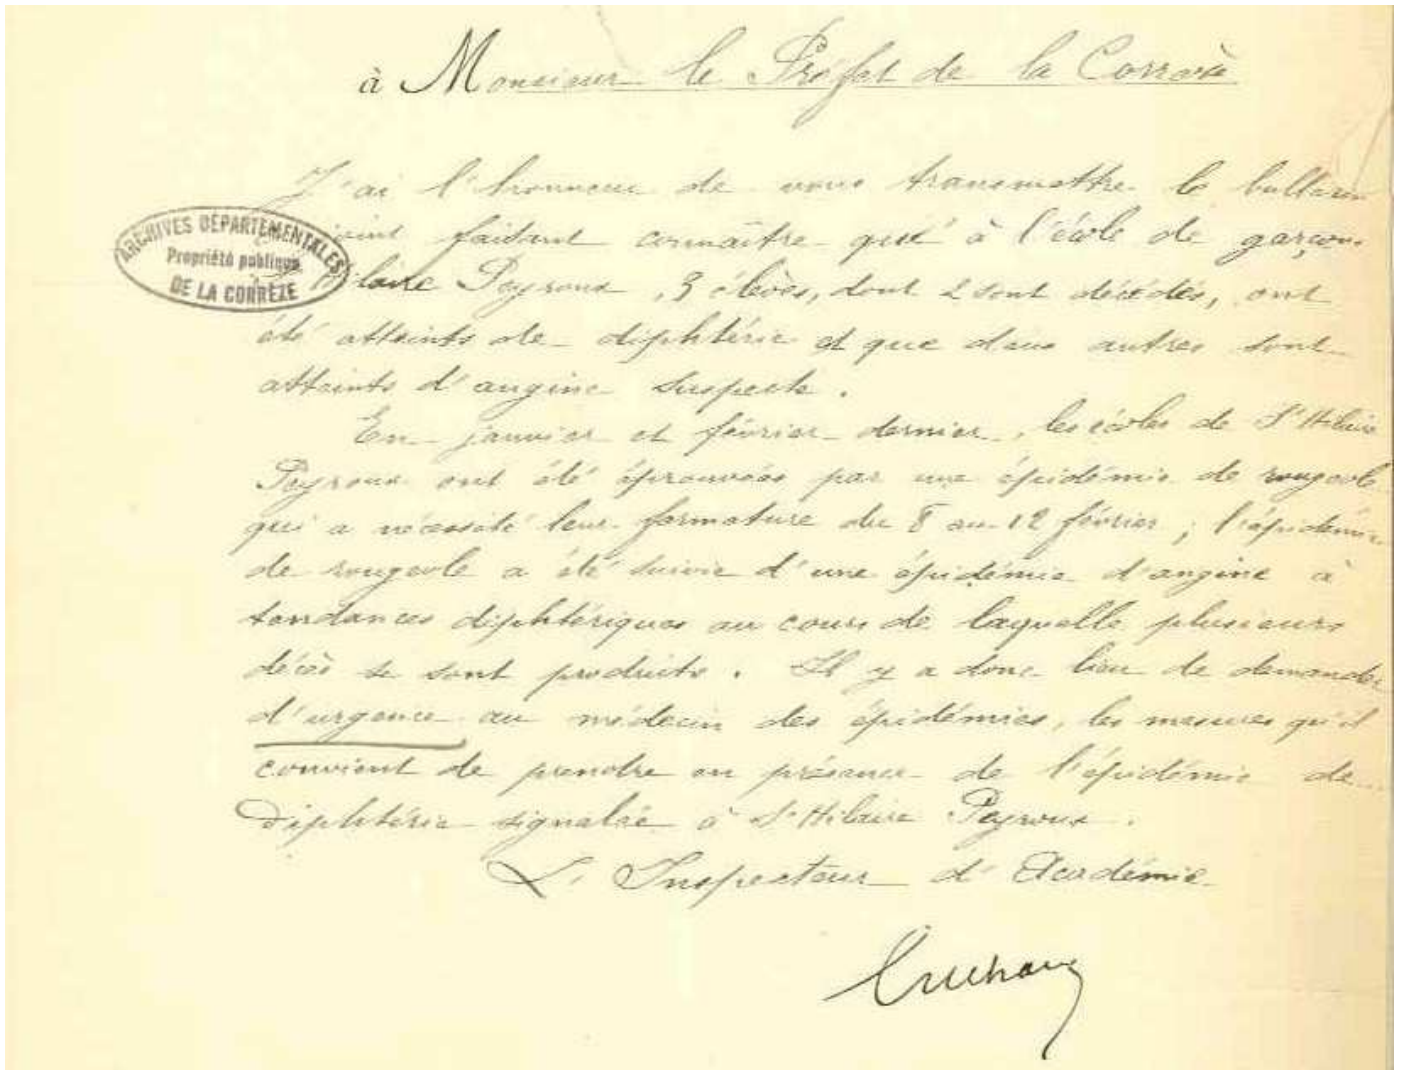 à Monsieur le Préfet de la Corrèze
J'ai l'honneur de vous transmettre le bulletin
ARCHIVES DÉPARTEMENTALES
Propriété publique
DE LA CORRÈZE
joint faisant connaître qu'à l'école de garçons
Hilaire Peyroux, 3 élèves, dont 2 sont décédés, ont
été atteints de diphtérie et que deux autres sont
atteints d'angine suspecte.
En janvier et février dernier, les écoles de St Hilaire
Peyroux ont été éprouvées par une épidémie de rougeole
qui a nécessité leur fermeture du 8 au 12 février ; l'épidémie
de rougeole a été suivie d'une épidémie d'angine à
tendances diphtériques au cours de laquelle plusieurs
décès se sont produits. Il y a donc lieu de demander
d'urgence au médecin des épidémies, les mesures qu'il
convient de prendre en présence de l'épidémie de
diphtérie signalée à St Hilaire Peyroux.
L'Inspecteur d'Académie